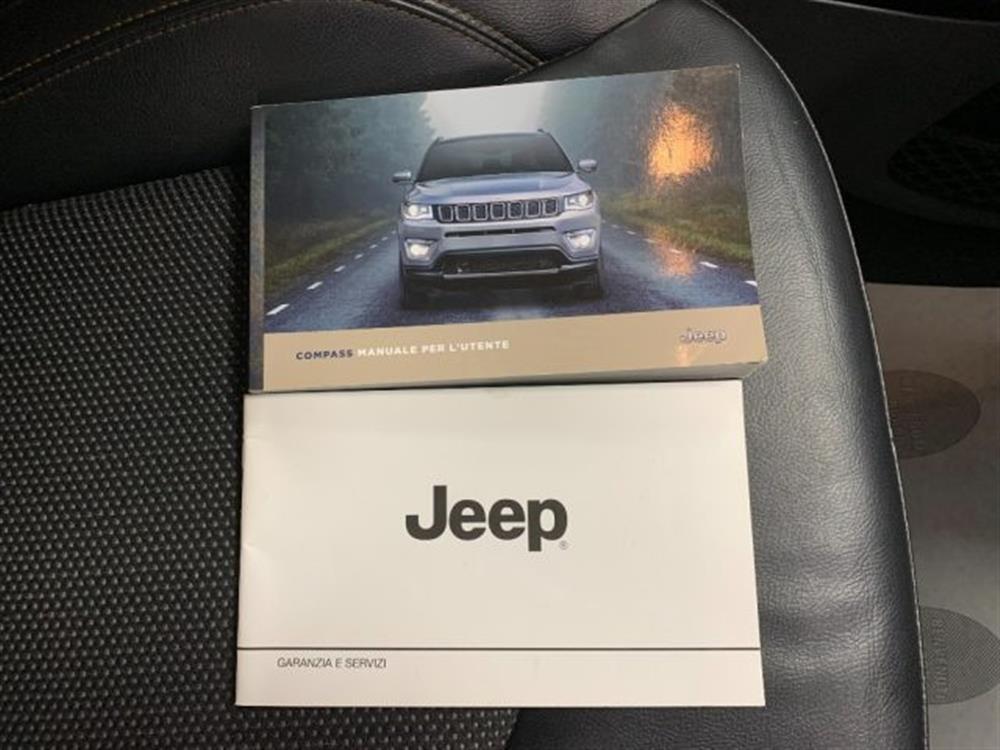 COMPASS MANUALE PER L'UTENTE
Jeep
Jeep®
GARANZIA E SERVIZI